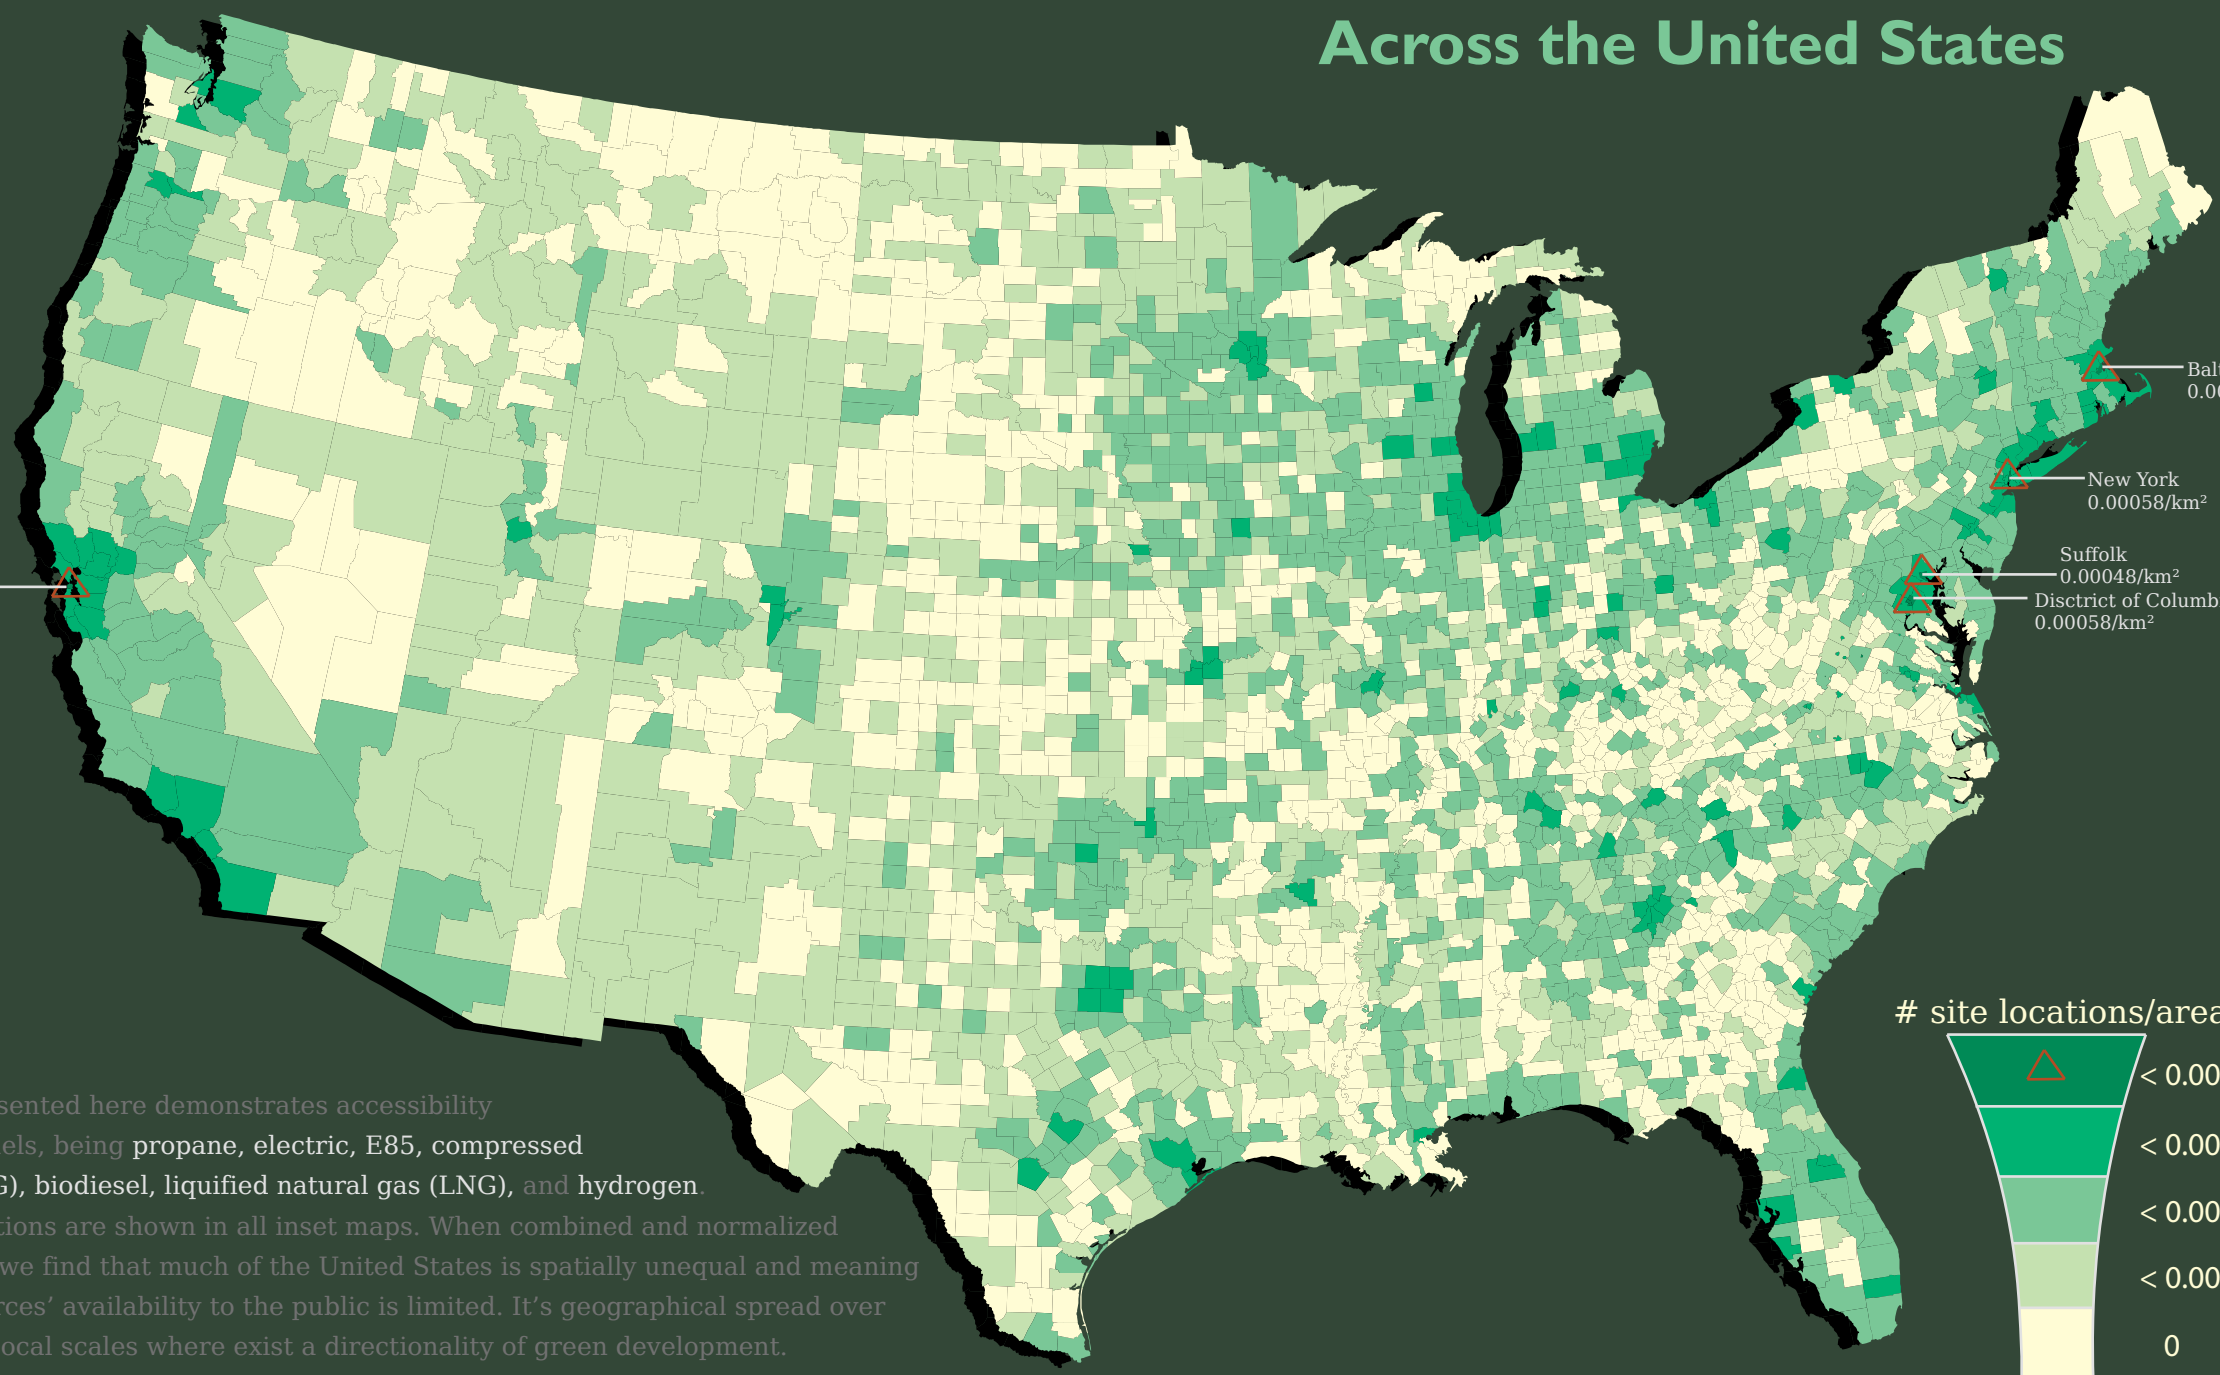 Across the United States
Balt
0.00
New York
0.00058/km²
Suffolk
0.00048/km²
Disctrict of Columb
0.00058/km²
# site locations/area
< 0.00
< 0.00
< 0.00
< 0.00
0
sented here demonstrates accessibility
els, being propane, electric, E85, compressed
G), biodiesel, liquified natural gas (LNG), and hydrogen.
tions are shown in all inset maps. When combined and normalized
we find that much of the United States is spatially unequal and meaning
rces’ availability to the public is limited. It’s geographical spread over
ocal scales where exist a directionality of green development.